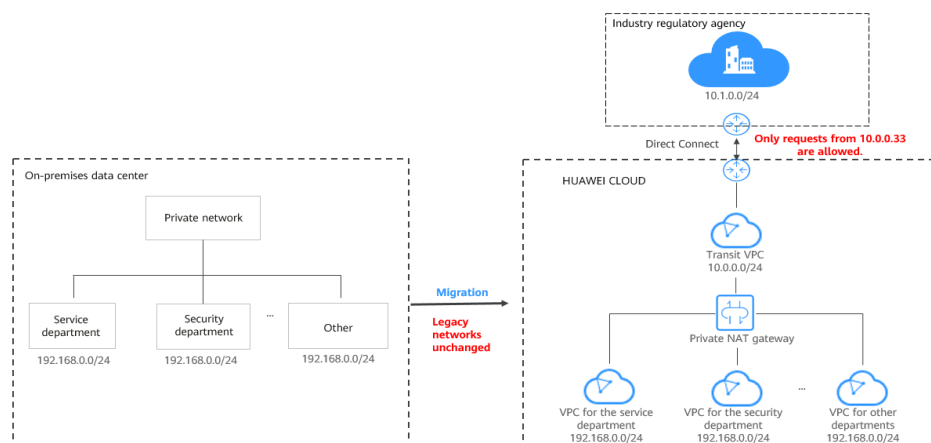 Industry regulatory agency
10.1.0.0/24
Direct Connect
Only requests from 10.0.0.33
are allowed.
On-premises data center
Private network
Service
department
192.168.0.0/24
Security
department
192.168.0.0/24
...
Other
192.168.0.0/24
Migration
Legacy
networks
unchanged
HUAWEI CLOUD
Transit VPC
10.0.0.0/24
Private NAT gateway
VPC for the service
department
192.168.0.0/24
VPC for the security
department
192.168.0.0/24
...
VPC for other
departments
192.168.0.0/24